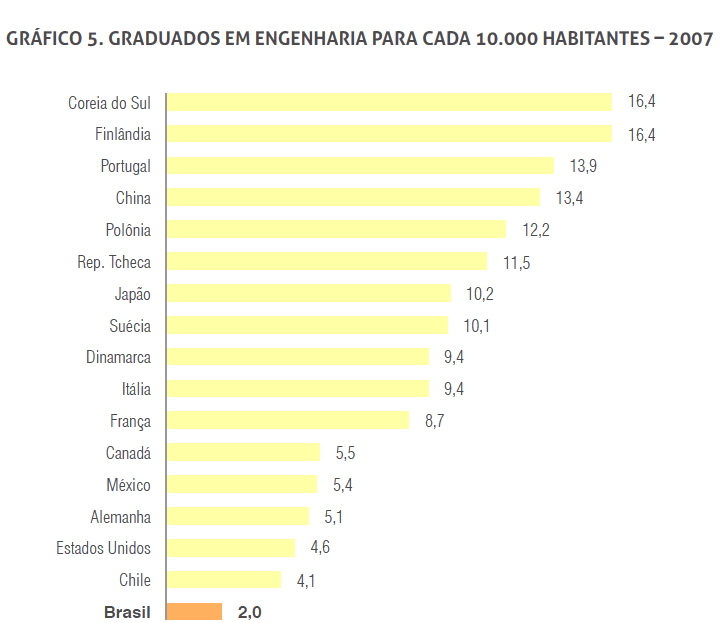 GRÁFICO 5. GRADUADOS EM ENGENHARIA PARA CADA 10.000 HABITANTES – 2007
Coreia do Sul 16,4
Finlândia 16,4
Portugal 13,9
China 13,4
Polônia 12,2
Rep. Tcheca 11,5
Japão 10,2
Suécia 10,1
Dinamarca 9,4
Itália 9,4
França 8,7
Canadá 5,5
México 5,4
Alemanha 5,1
Estados Unidos 4,6
Chile 4,1
Brasil 2,0